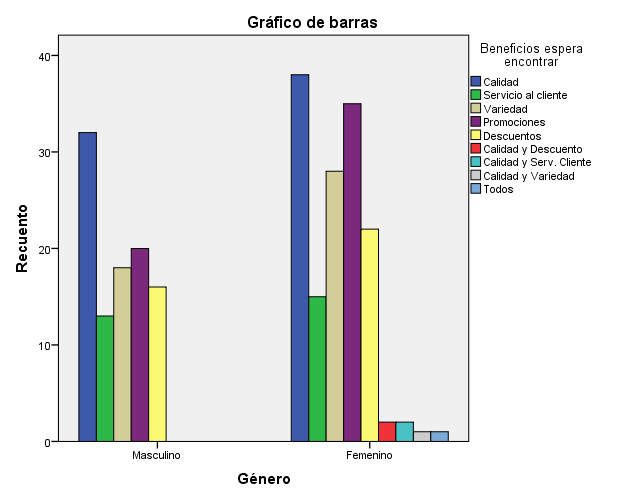 Gráfico de barras
Beneficios espera
encontrar
Calidad
Servicio al cliente
Variedad
Promociones
Descuentos
Calidad y Descuento
Calidad y Serv. Cliente
Calidad y Variedad
Todos
Recuento
40
30
20
10
0
Masculino
Femenino
Género